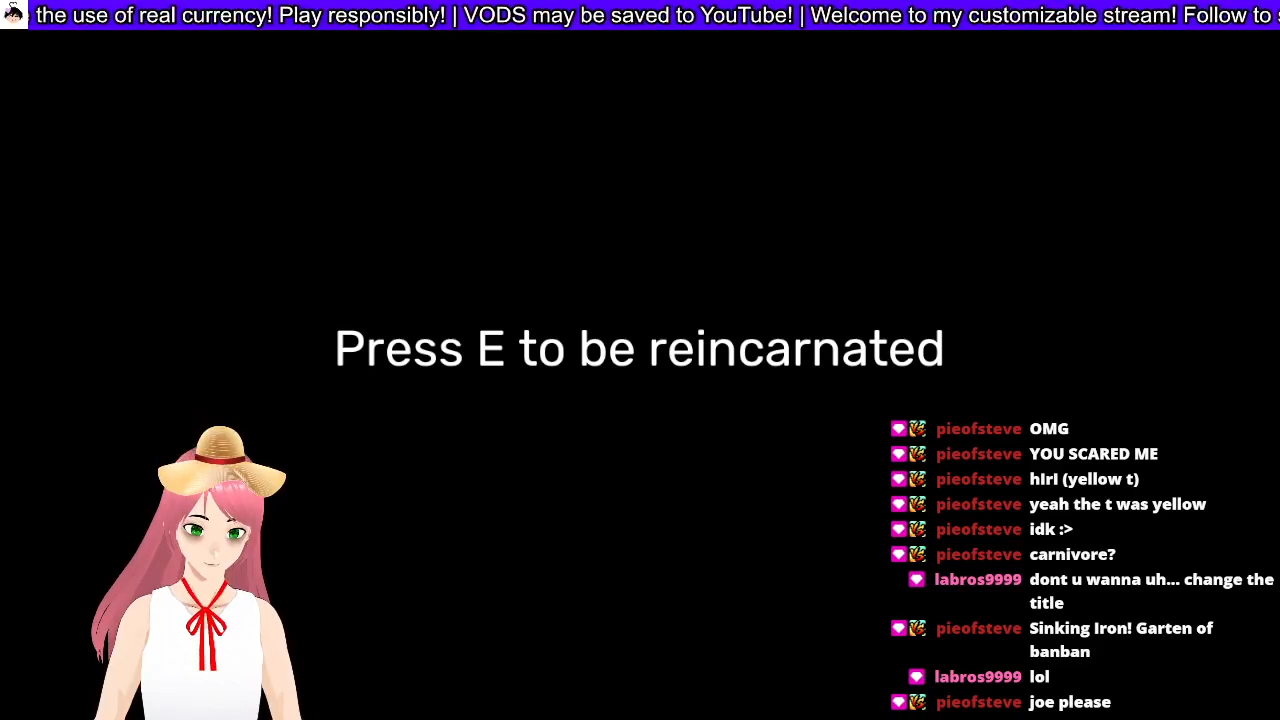 the use of real currency! Play responsibly! | VODS may be saved to YouTube! | Welcome to my customizable stream! Follow to
Press E to be reincarnated
pieofsteve OMG
pieofsteve YOU SCARED ME
pieofsteve hIrI (yellow t)
pieofsteve yeah the t was yellow
pieofsteve idk :>
pieofsteve carnivore?
labros9999 dont u wanna uh... change the
title
pieofsteve Sinking Iron! Garten of
banban
labros9999 lol
pieofsteve joe please